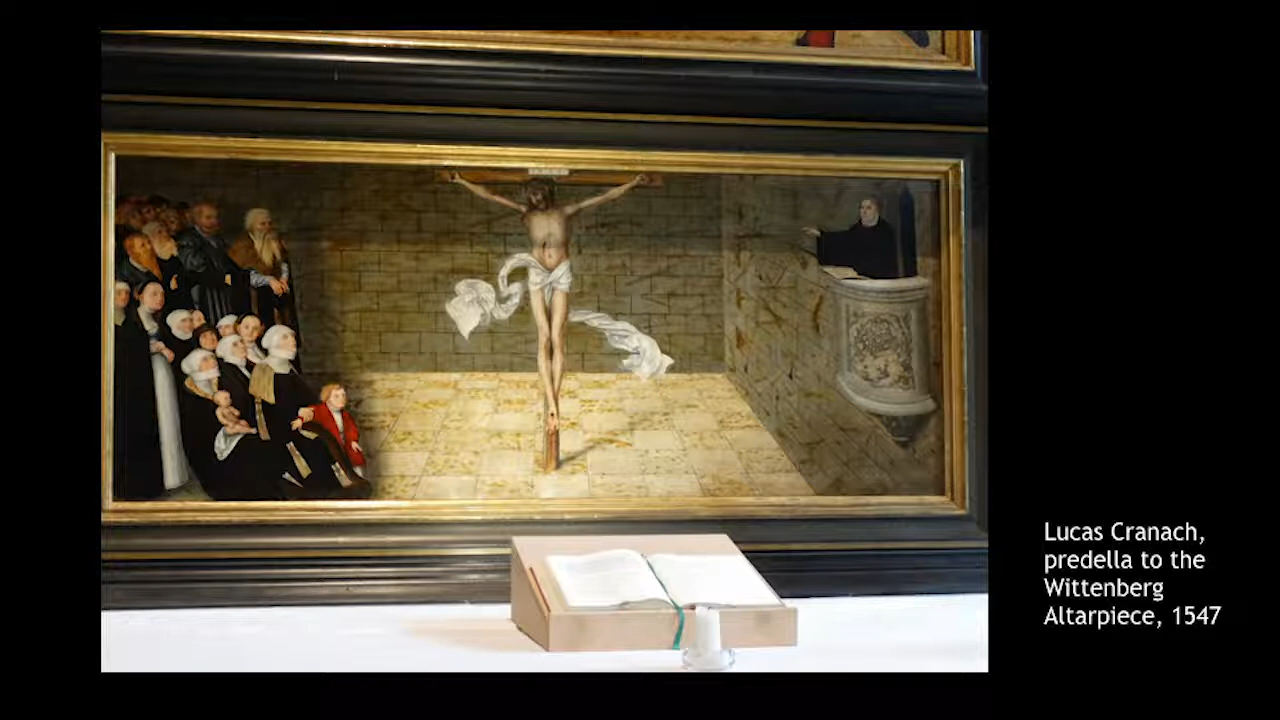 Lucas Cranach,
predella to the
Wittenberg
Altarpiece, 1547